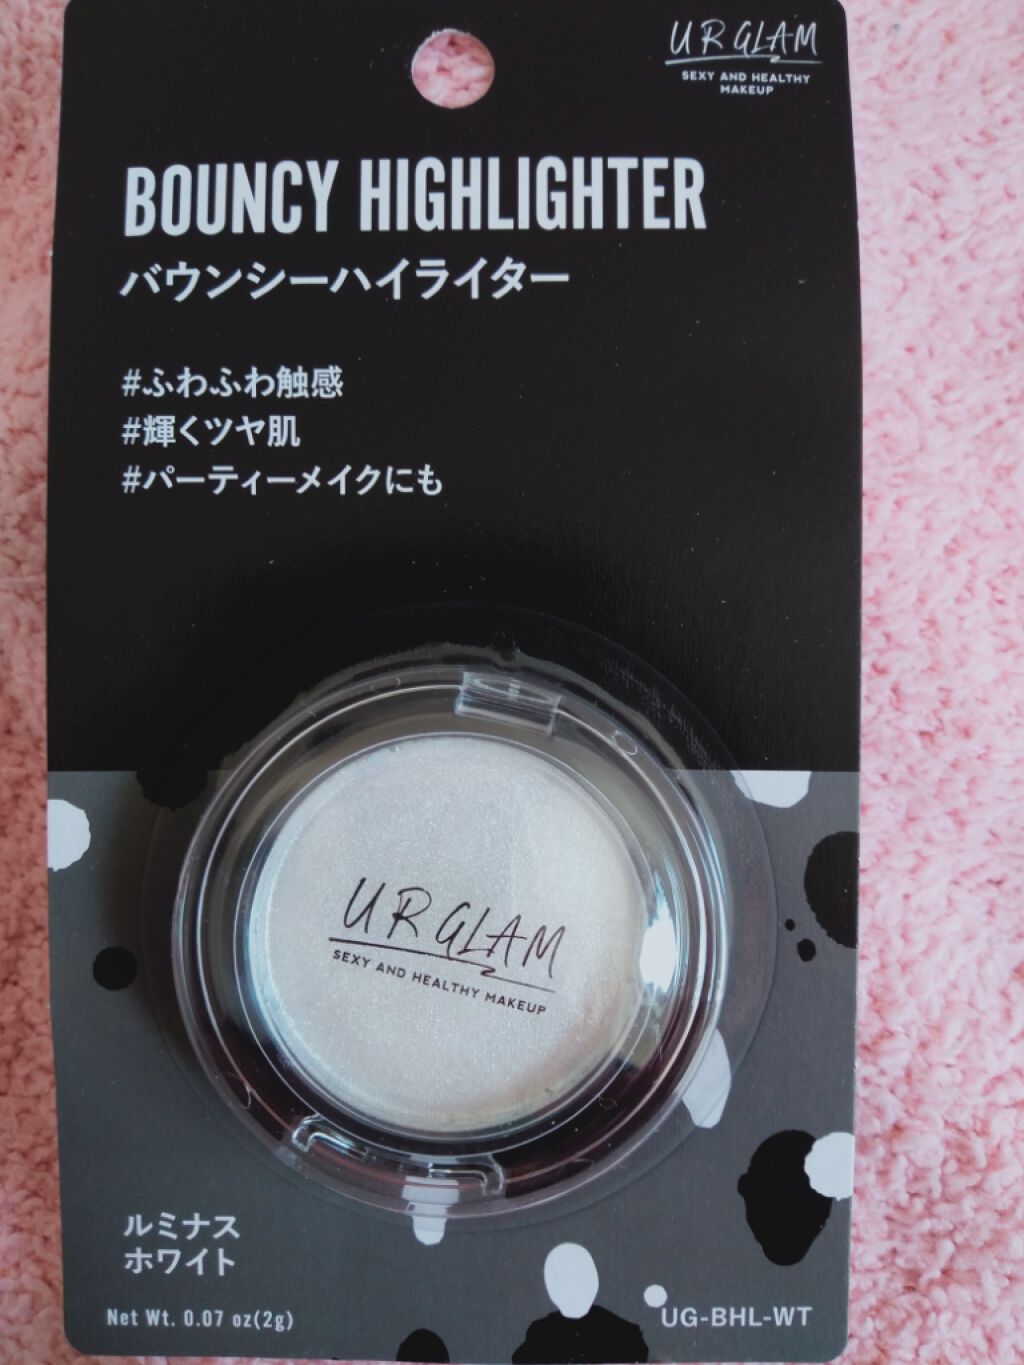 UR GLAM
SEXY AND HEALTHY
MAKEUP
BOUNCY HIGHLIGHTER
バウンシーハイライター
#ふわふわ触感
#輝くツヤ肌
#パーティーメイクにも
UR GLAM
SEXY AND HEALTHY MAKEUP
ルミナス
ホワイト
Net Wt. 0.07 oz(2g)
UG-BHL-WT